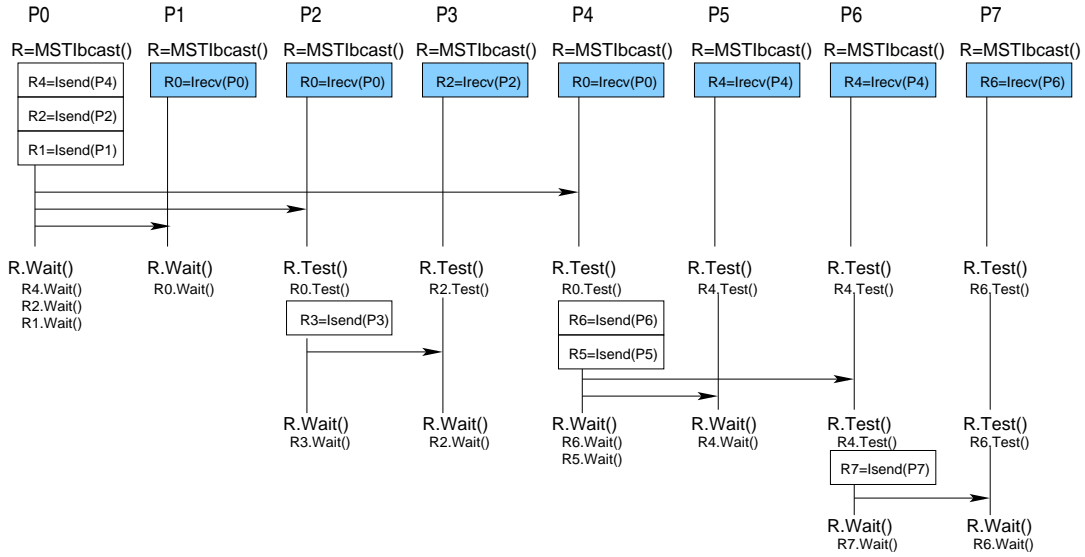 P0 P1 P2 P3 P4 P5 P6 P7
R=MSTIbcast() R=MSTIbcast() R=MSTIbcast() R=MSTIbcast() R=MSTIbcast() R=MSTIbcast() R=MSTIbcast() R=MSTIbcast()
R4=Isend(P4) R0=Irecv(P0) R0=Irecv(P0) R2=Irecv(P2) R0=Irecv(P0) R4=Irecv(P4) R4=Irecv(P4) R6=Irecv(P6)
R2=Isend(P2)
R1=Isend(P1)
R.Wait() R.Wait() R.Test() R.Test() R.Test() R.Test() R.Test() R.Test()
R4.Wait() R0.Wait() R0.Test() R2.Test() R0.Test() R4.Test() R4.Test() R6.Test()
R2.Wait()
R1.Wait()
R3=Isend(P3) R6=Isend(P6)
R5=Isend(P5)
R.Wait() R.Wait() R.Wait() R.Wait() R.Test() R.Test()
R3.Wait() R2.Wait() R6.Wait() R4.Wait() R4.Test() R6.Test()
R5.Wait()
R7=Isend(P7)
R.Wait() R.Wait()
R7.Wait() R6.Wait()